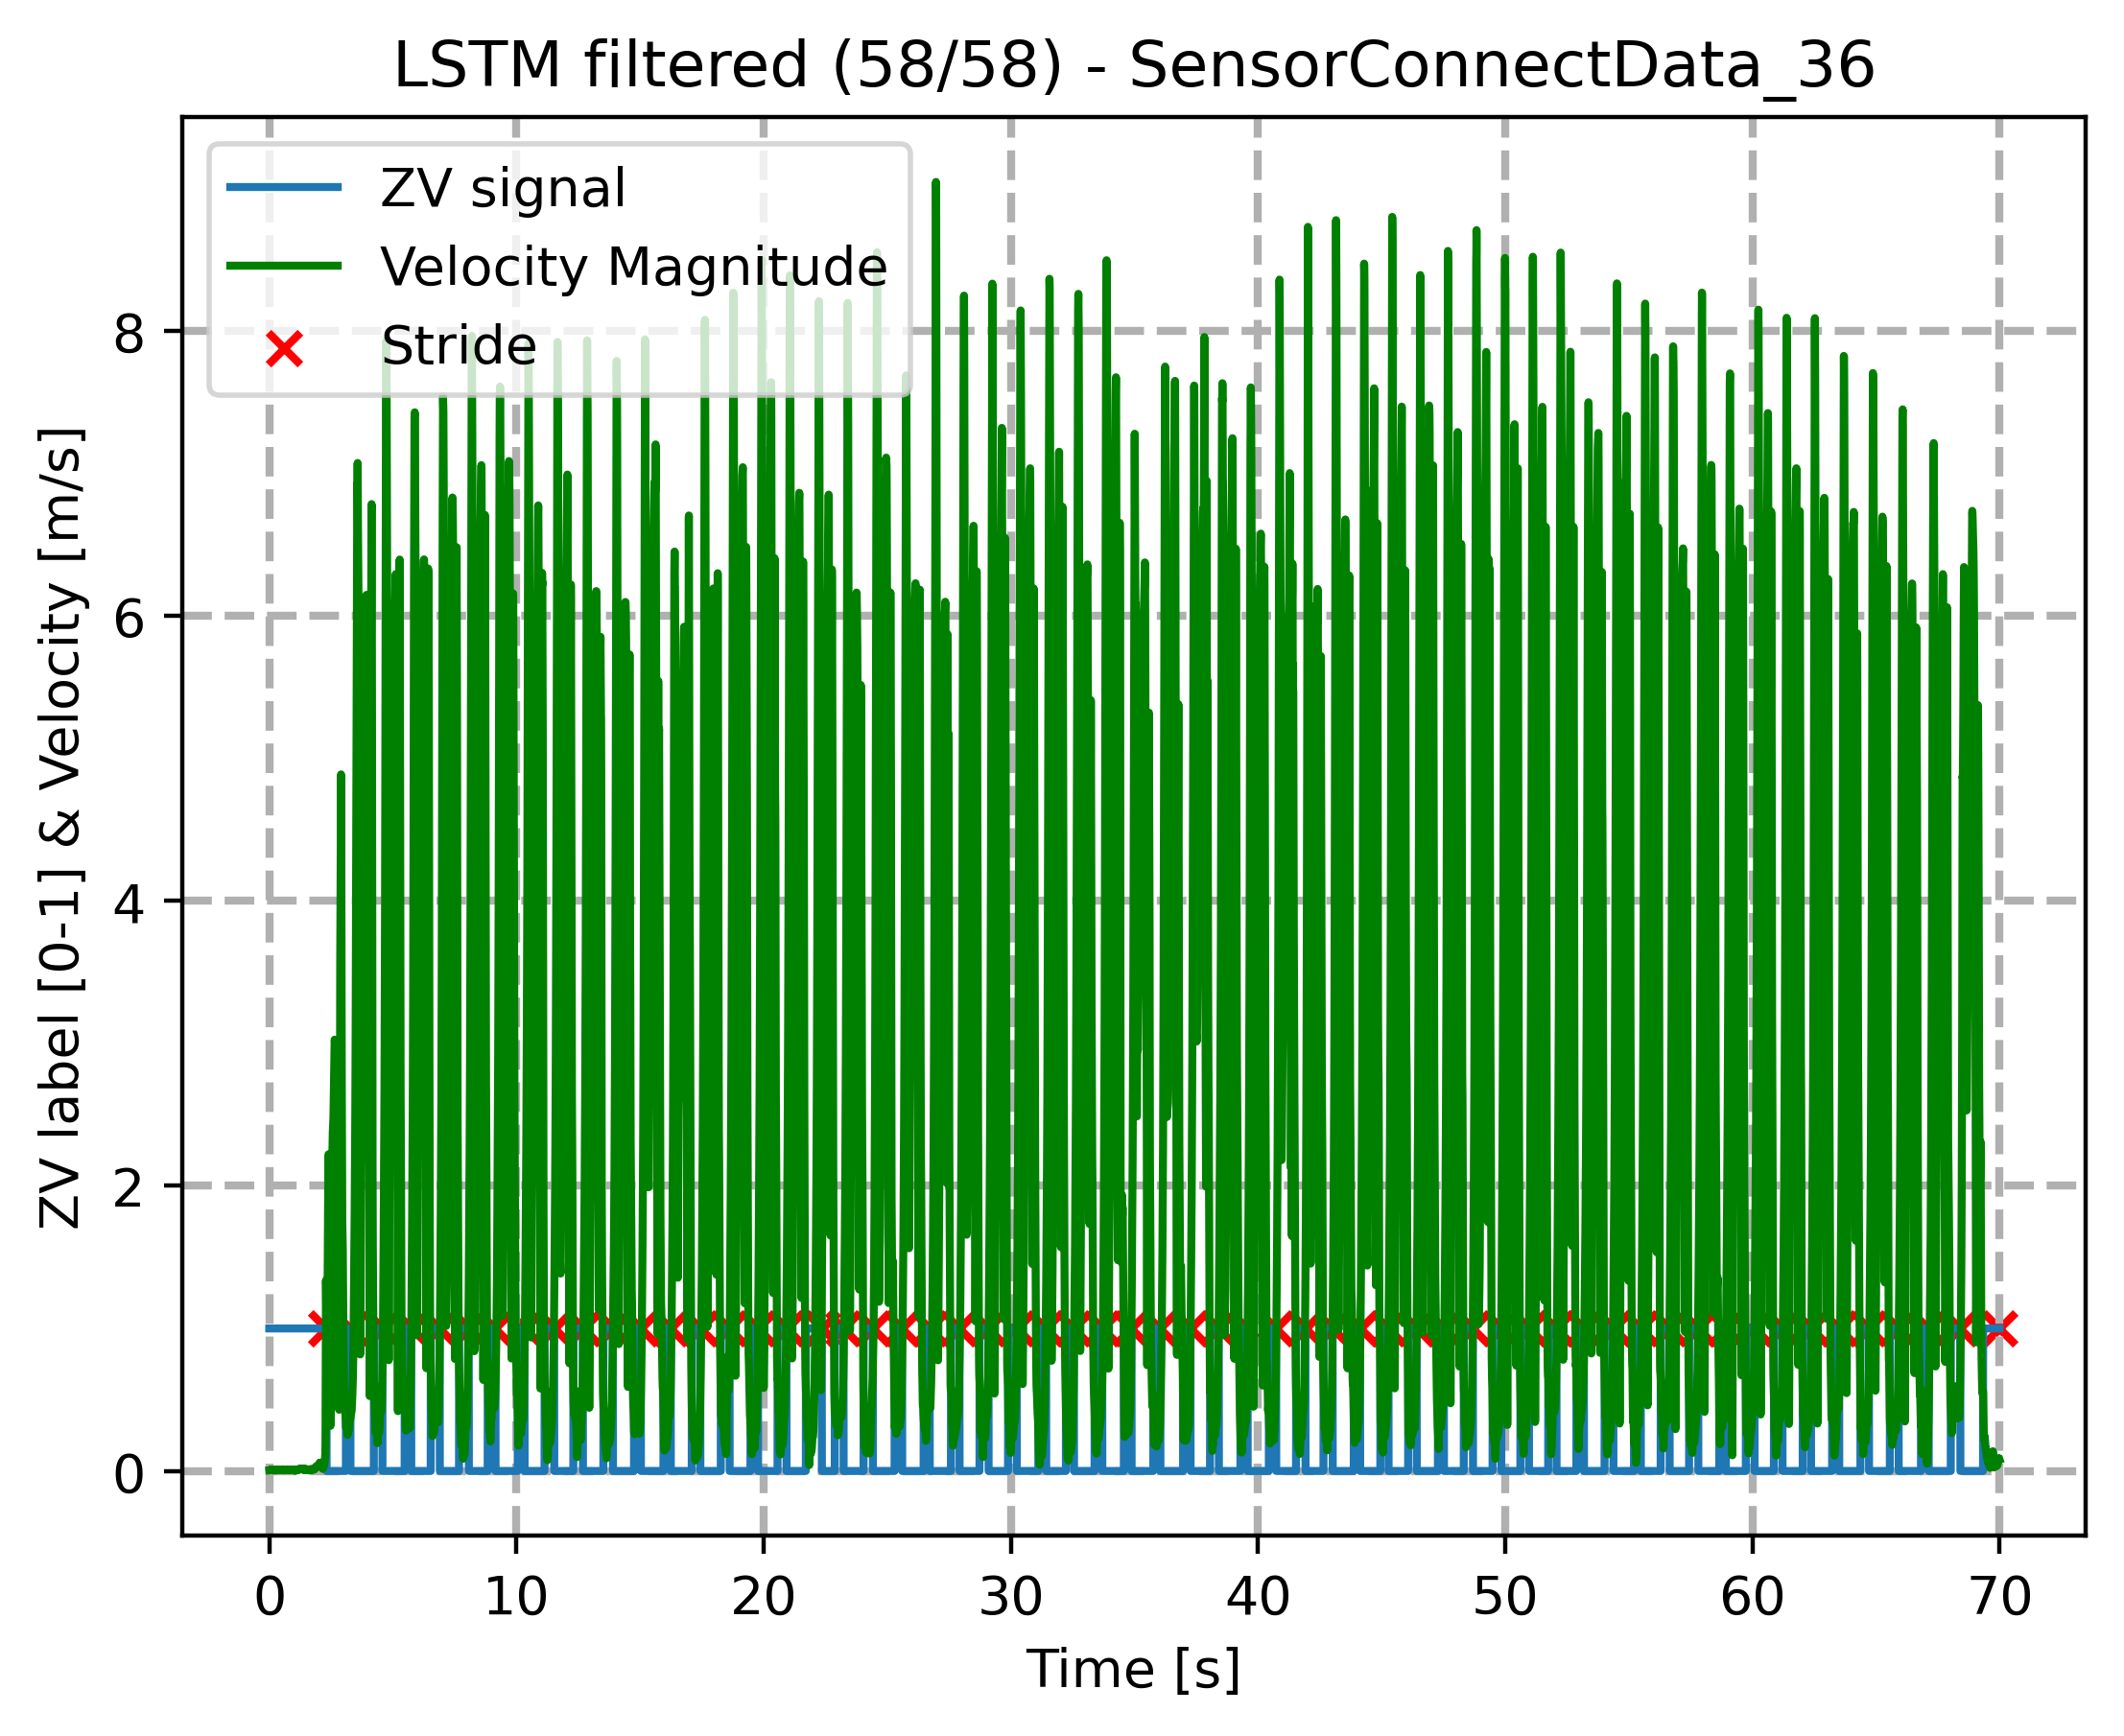 LSTM filtered (58/58) - SensorConnectData_36
ZV signal
Velocity Magnitude
Stride
ZV label [0-1] & Velocity [m/s]
8
6
4
2
0
0 10 20 30 40 50 60 70
Time [s]